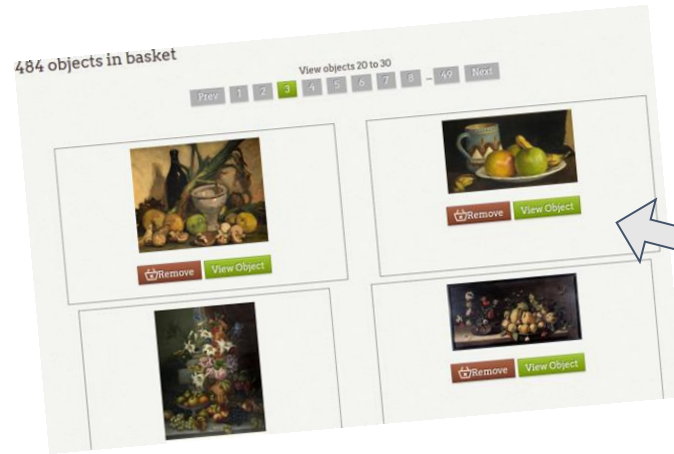 484 objects in basket
View objects 20 to 30
Prev 1 2 3 4 5 6 7 8 ... 49 Next
Remove View Object
Remove View Object
Remove View Object